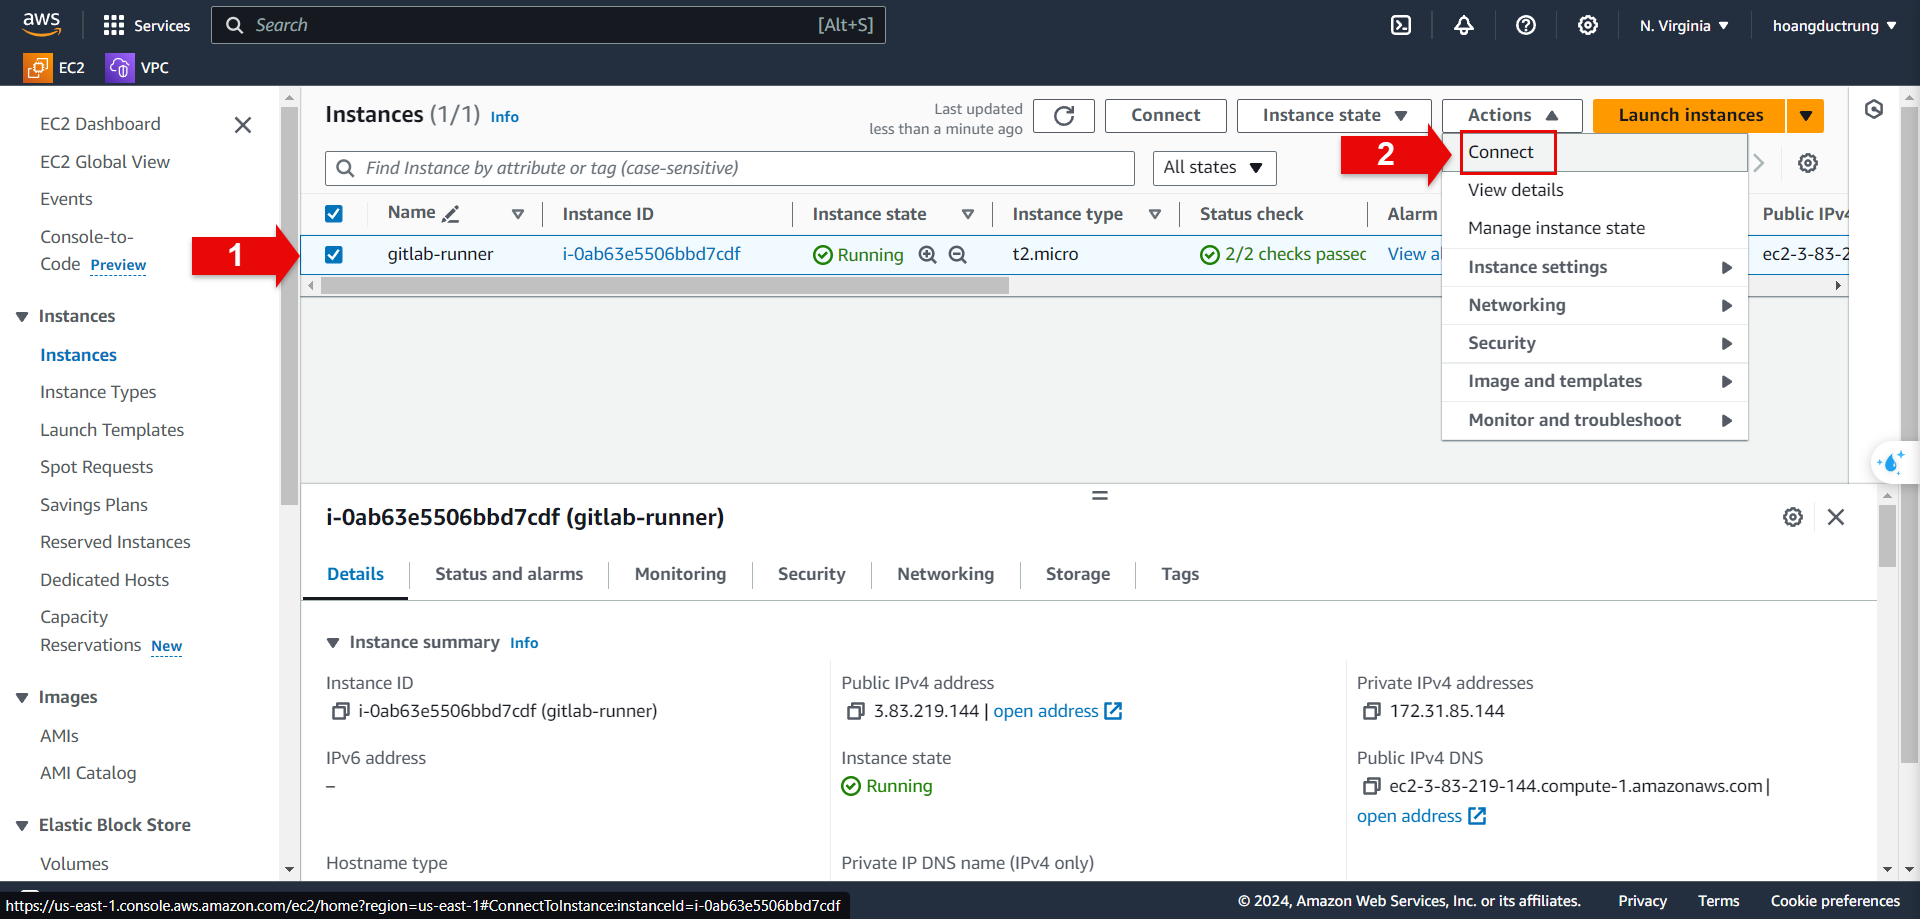 aws
Services
Search
[Alt+S]
N. Virginia
hoangductrung
EC2
VPC
EC2 Dashboard
EC2 Global View
Events
Console-to-
Code Preview
Instances
Instances
Instance Types
Launch Templates
Spot Requests
Savings Plans
Reserved Instances
Dedicated Hosts
Capacity
Reservations New
Images
AMIs
AMI Catalog
Elastic Block Store
Volumes
Instances (1/1) Info
Last updated
less than a minute ago
Connect
Instance state
Actions
Launch instances
Find Instance by attribute or tag (case-sensitive)
All states
2
Connect
View details
Manage instance state
Instance settings
Networking
Security
Image and templates
Monitor and troubleshoot
Name
Instance ID
Instance state
Instance type
Status check
Alarm
Public IPv4
1
gitlab-runner
i-0ab63e5506bbd7cdf
Running
t2.micro
2/2 checks passec
View al
ec2-3-83-2
i-0ab63e5506bbd7cdf (gitlab-runner)
Details
Status and alarms
Monitoring
Security
Networking
Storage
Tags
Instance summary Info
Instance ID
i-0ab63e5506bbd7cdf (gitlab-runner)
Public IPv4 address
3.83.219.144 | open address
Private IPv4 addresses
172.31.85.144
IPv6 address
–
Instance state
Running
Public IPv4 DNS
ec2-3-83-219-144.compute-1.amazonaws.com |
open address
Hostname type
Private IP DNS name (IPv4 only)
https://us-east-1.console.aws.amazon.com/ec2/home?region=us-east-1#ConnectToInstance:instanceId=i-0ab63e5506bbd7cdf
© 2024, Amazon Web Services, Inc. or its affiliates.
Privacy
Terms
Cookie preferences